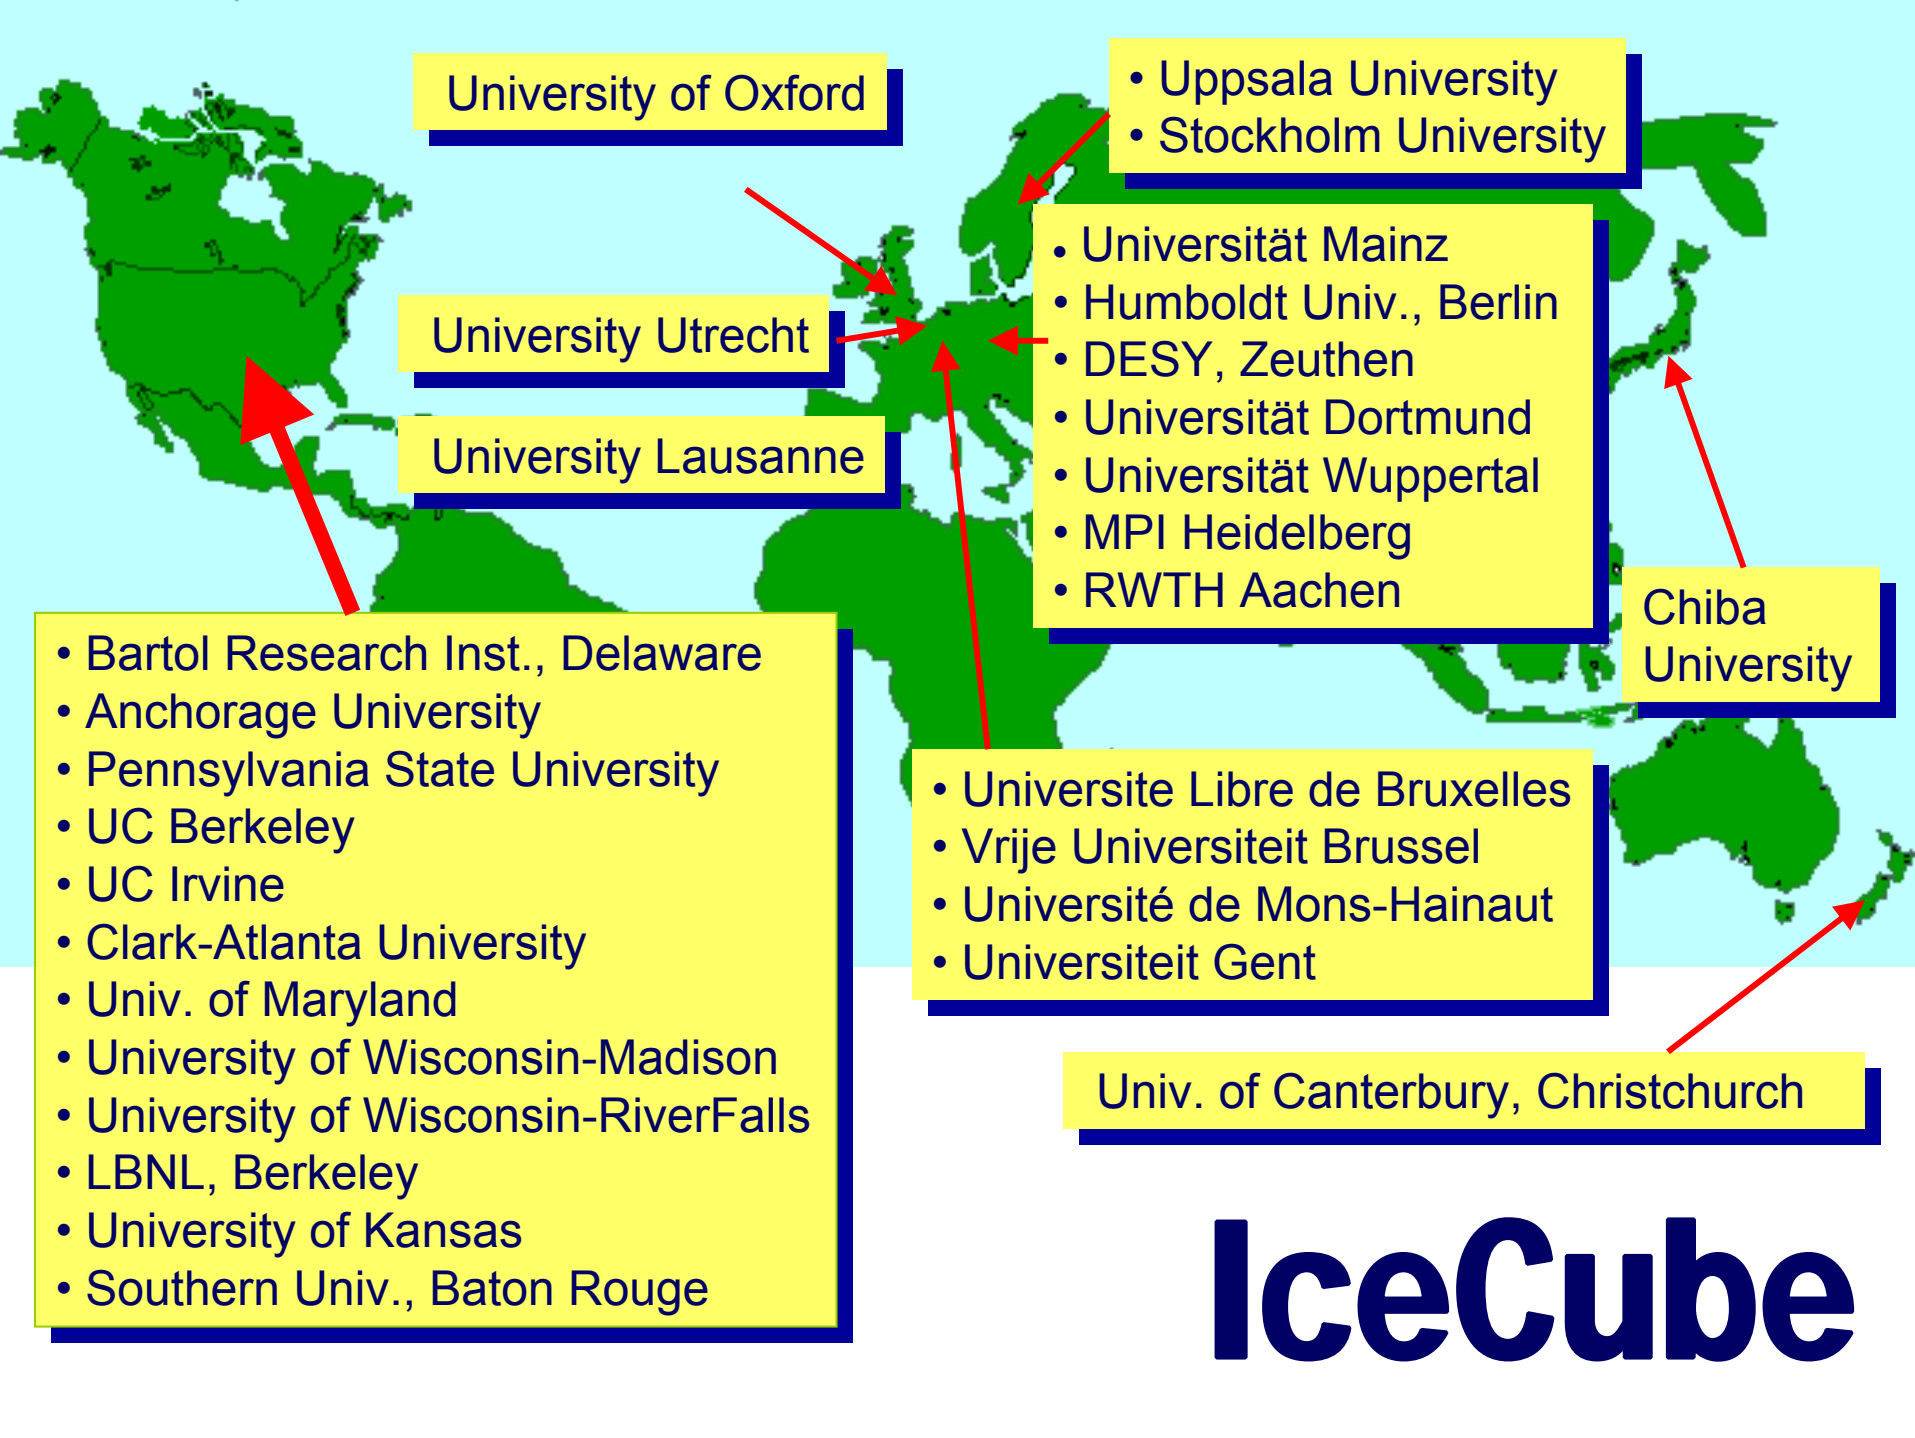 University of Oxford
• Uppsala University
• Stockholm University
University Utrecht
University Lausanne
• Universität Mainz
• Humboldt Univ., Berlin
• DESY, Zeuthen
• Universität Dortmund
• Universität Wuppertal
• MPI Heidelberg
• RWTH Aachen
Chiba
University
• Bartol Research Inst., Delaware
• Anchorage University
• Pennsylvania State University
• UC Berkeley
• UC Irvine
• Clark-Atlanta University
• Univ. of Maryland
• University of Wisconsin-Madison
• University of Wisconsin-RiverFalls
• LBNL, Berkeley
• University of Kansas
• Southern Univ., Baton Rouge
• Universite Libre de Bruxelles
• Vrije Universiteit Brussel
• Université de Mons-Hainaut
• Universiteit Gent
Univ. of Canterbury, Christchurch
IceCube